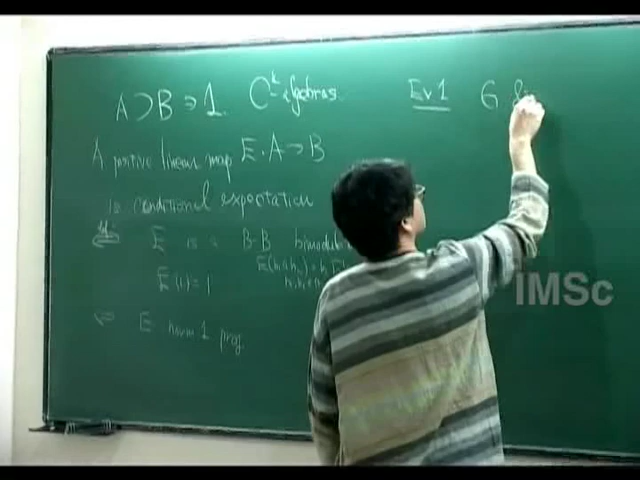 A ⊃ B ∋ 1. C*-algebras.
A positive linear map E : A → B
is conditional expectation
E is a B-B bimodule
E(1) = 1
⇔ E norm 1 proj
Ex 1 G
IMSc